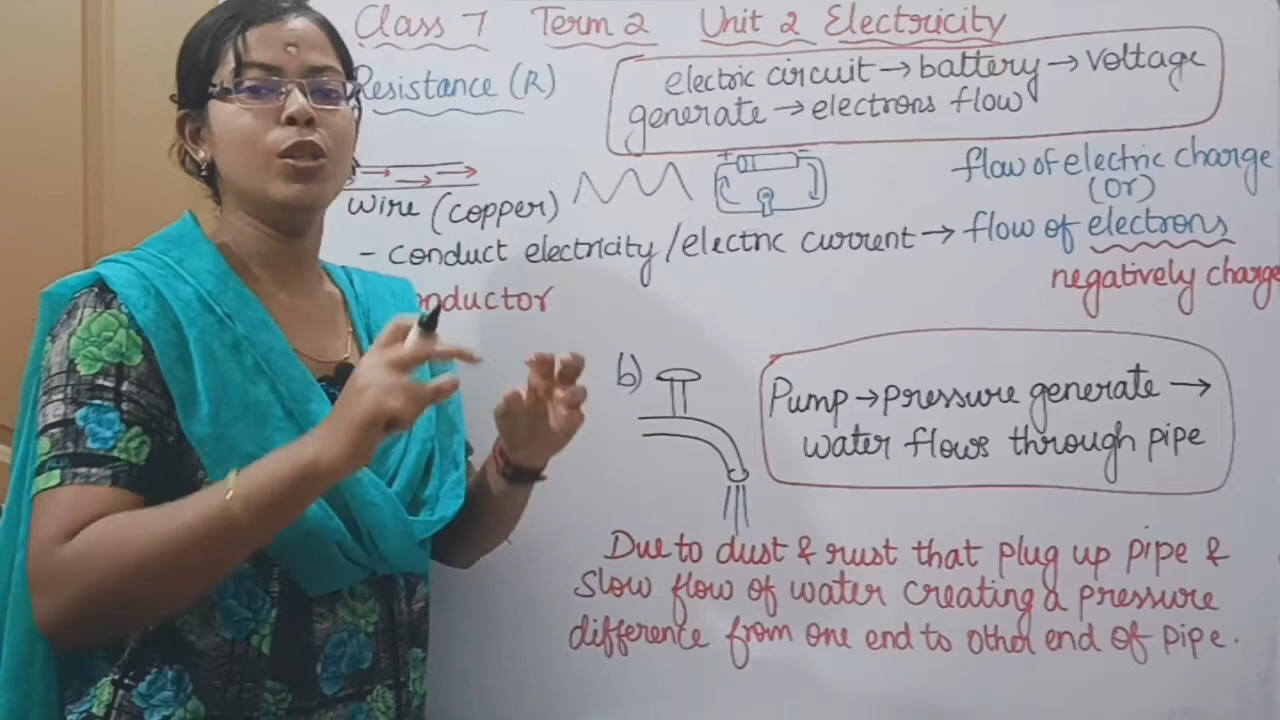 Class 7 Term 2 Unit 2 Electricity
Resistance (R)
electric circuit → battery → voltage
generate → electrons flow
flow of electric charge
(or)
wire (copper)
- conduct electricity/electric current → flow of electrons
negatively charge
onductor
b)
Pump → pressure generate →
water flows through pipe
Due to dust & rust that plug up pipe &
slow flow of water creating a pressure
difference from one end to other end of pipe.